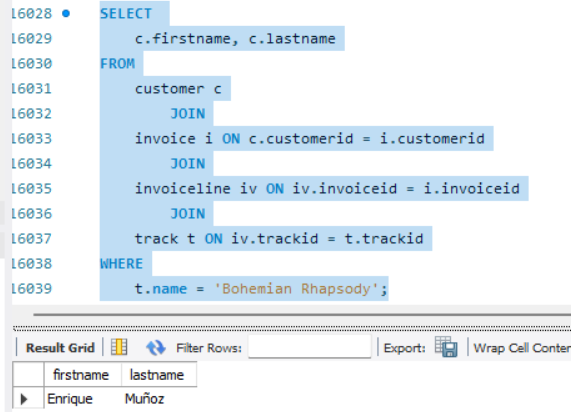 16028 SELECT
16029 c.firstname, c.lastname
16030 FROM
16031 customer c
16032 JOIN
16033 invoice i ON c.customerid = i.customerid
16034 JOIN
16035 invoiceline iv ON iv.invoiceid = i.invoiceid
16036 JOIN
16037 track t ON iv.trackid = t.trackid
16038 WHERE
16039 t.name = 'Bohemian Rhapsody';
Result Grid Filter Rows: Export: Wrap Cell Conten
firstname lastname
Enrique Muñoz